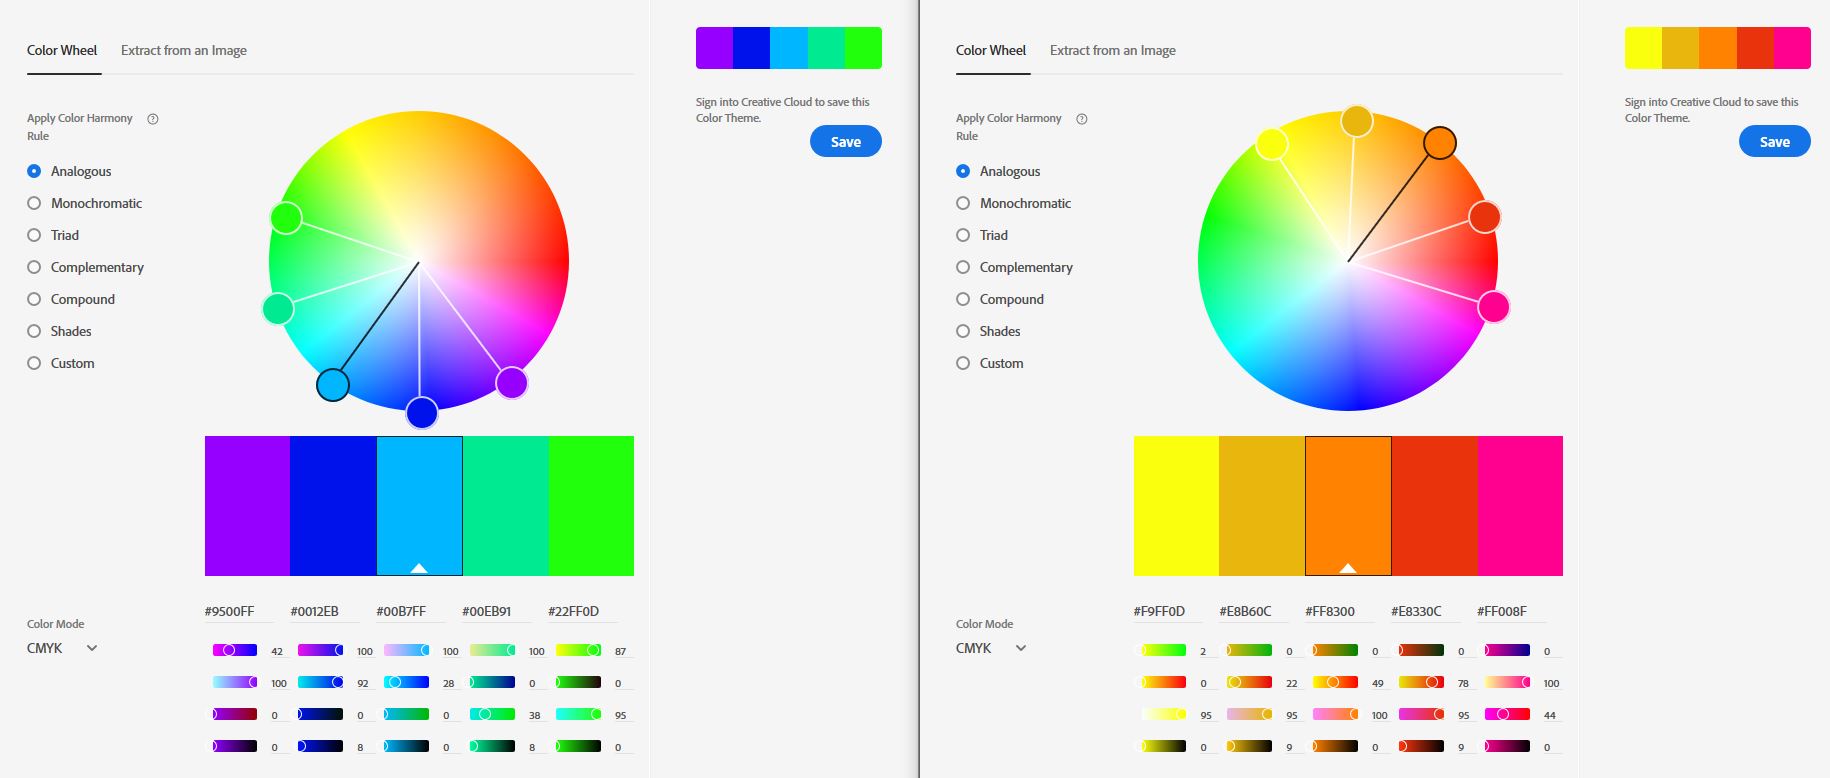 Color Wheel
Extract from an Image
Apply Color Harmony
Rule
Analogous
Monochromatic
Triad
Complementary
Compound
Shades
Custom
Sign into Creative Cloud to save this
Color Theme.
Save
#9500FF #0012EB #00B7FF #00EB91 #22FF0D
Color Mode
CMYK
42 100 100 100 87
100 92 28 0 0
0 0 0 38 95
0 8 0 8 0
Color Wheel
Extract from an Image
Apply Color Harmony
Rule
Analogous
Monochromatic
Triad
Complementary
Compound
Shades
Custom
Sign into Creative Cloud to save this
Color Theme.
Save
#F9FF0D #E8B60C #FF8300 #E8330C #FF008F
Color Mode
CMYK
2 0 0 0 0
0 22 49 78 100
95 95 100 95 44
0 9 0 9 0